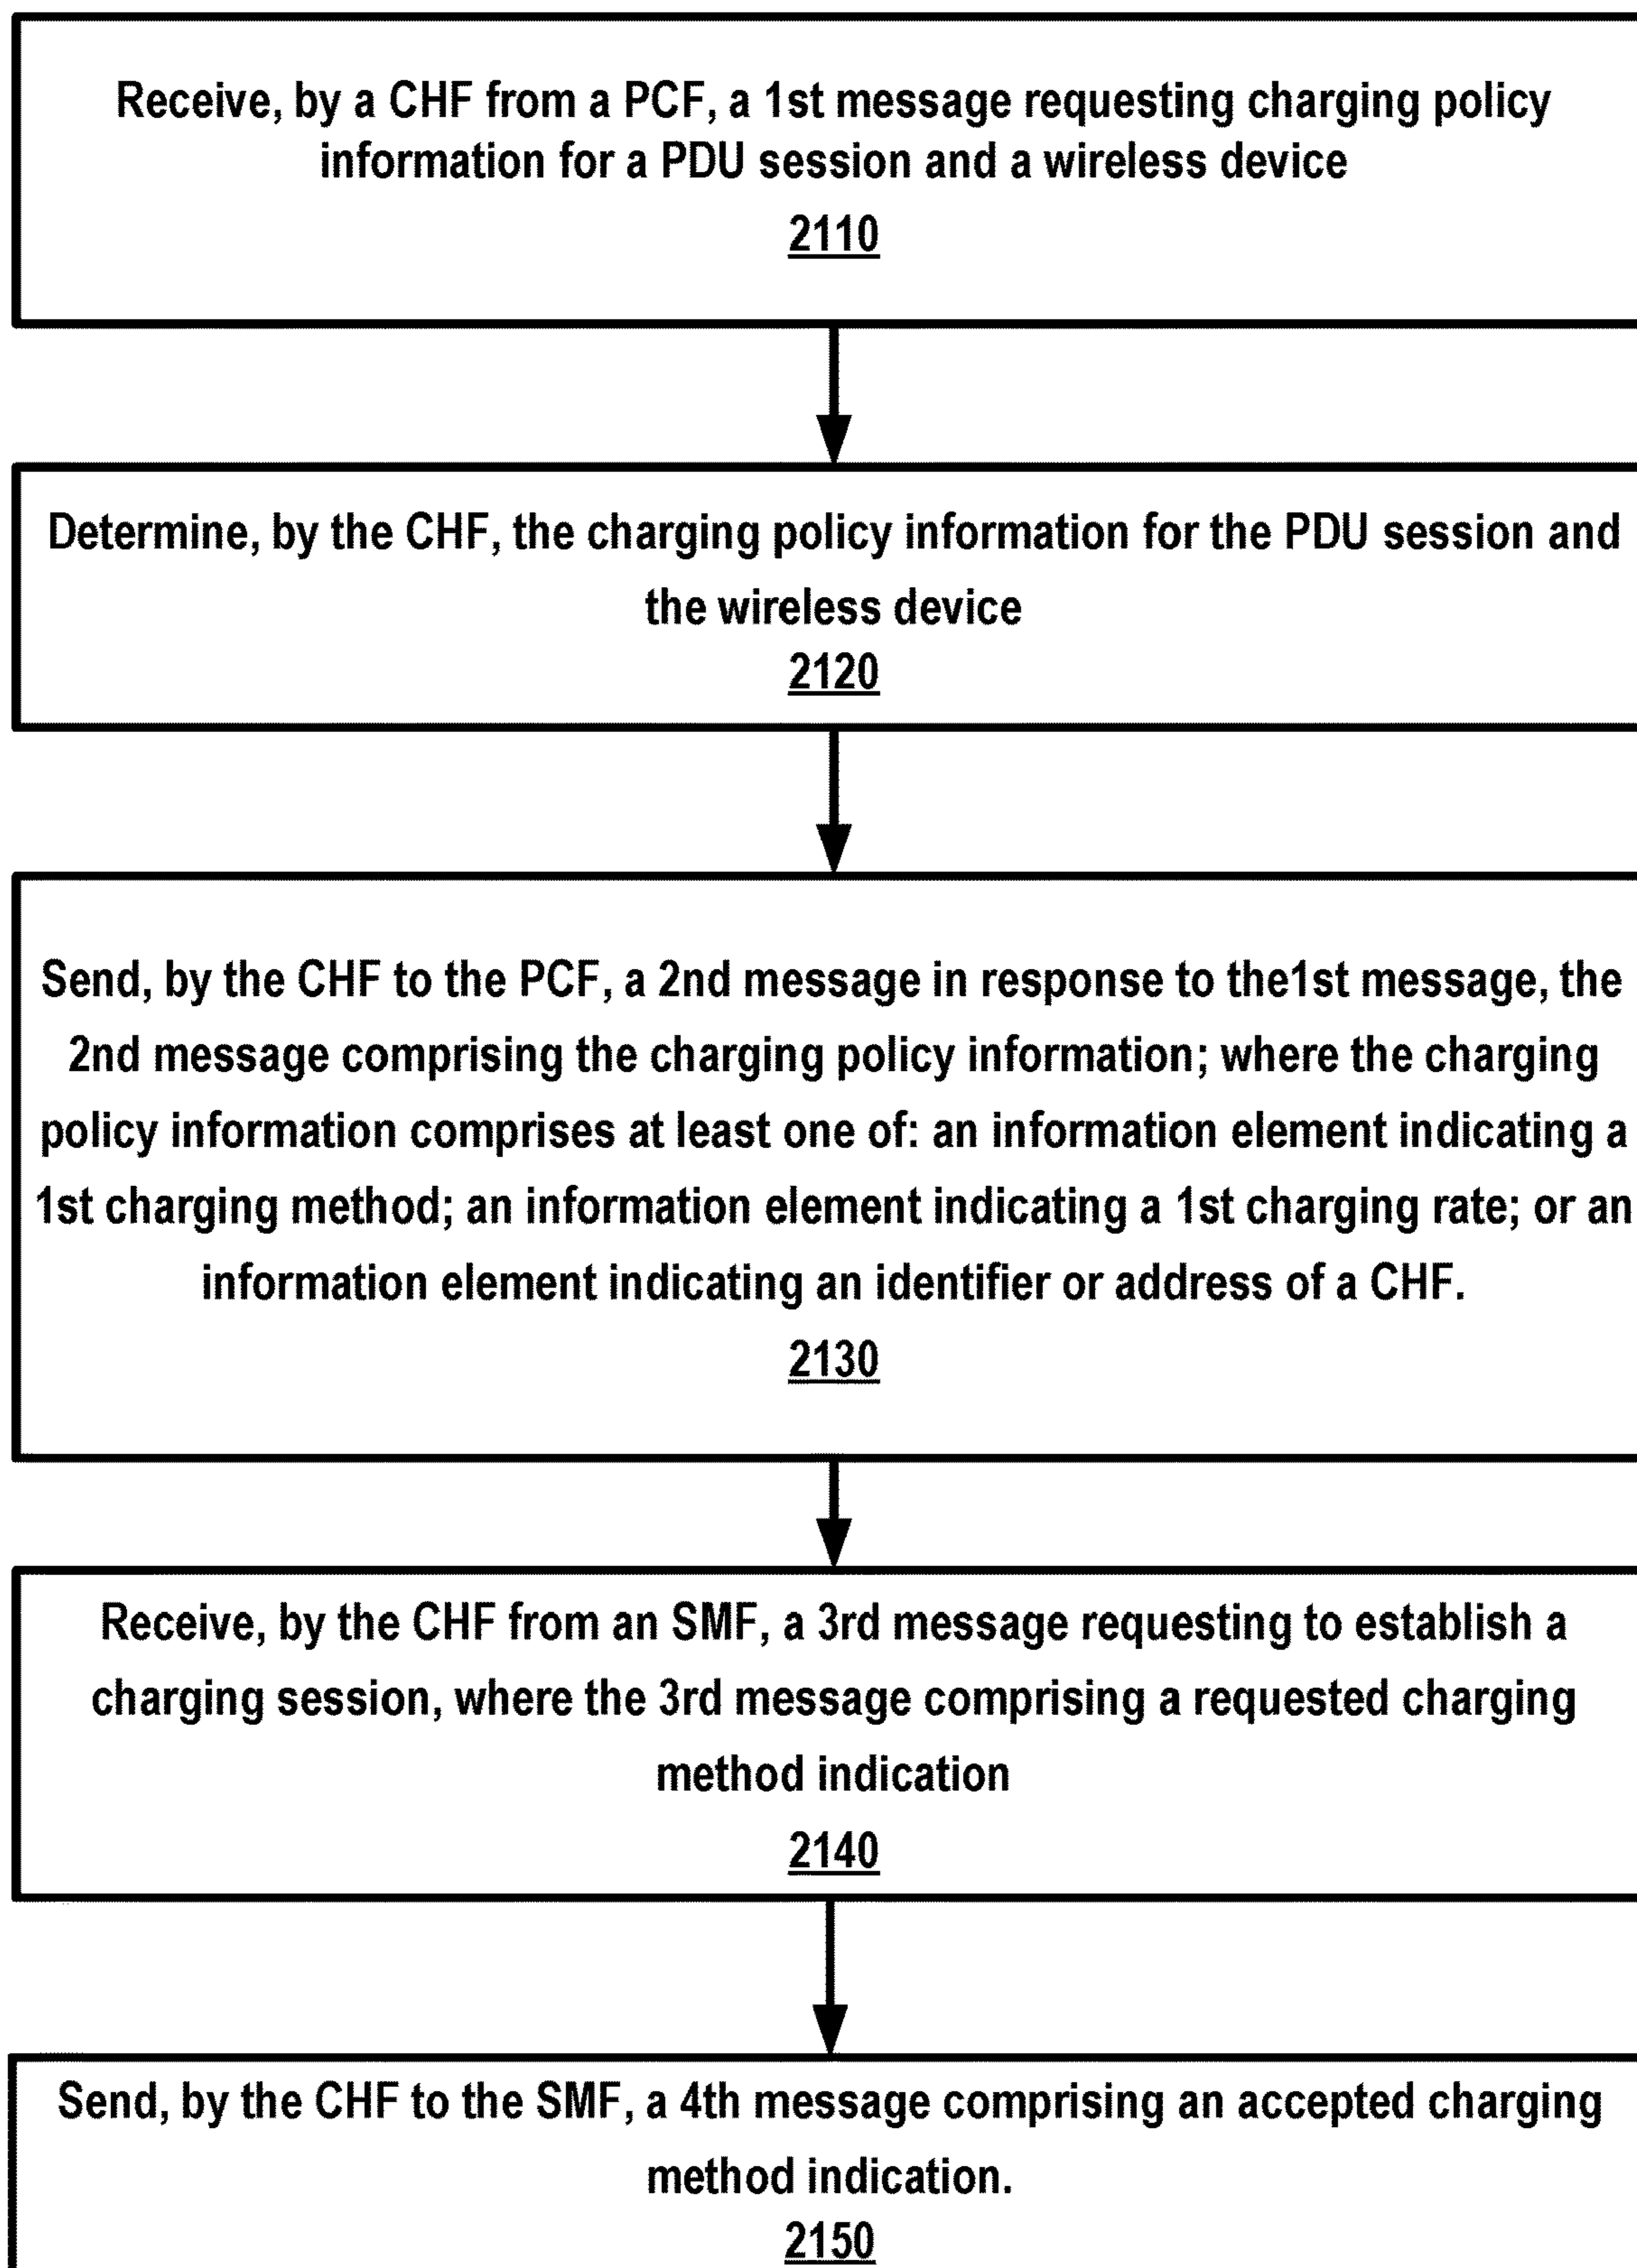 Receive, by a CHF from a PCF, a 1st message requesting charging policy
information for a PDU session and a wireless device
2110
Determine, by the CHF, the charging policy information for the PDU session and
the wireless device
2120
Send, by the CHF to the PCF, a 2nd message in response to the1st message, the
2nd message comprising the charging policy information; where the charging
policy information comprises at least one of: an information element indicating a
1st charging method; an information element indicating a 1st charging rate; or an
information element indicating an identifier or address of a CHF.
2130
Receive, by the CHF from an SMF, a 3rd message requesting to establish a
charging session, where the 3rd message comprising a requested charging
method indication
2140
Send, by the CHF to the SMF, a 4th message comprising an accepted charging
method indication.
2150